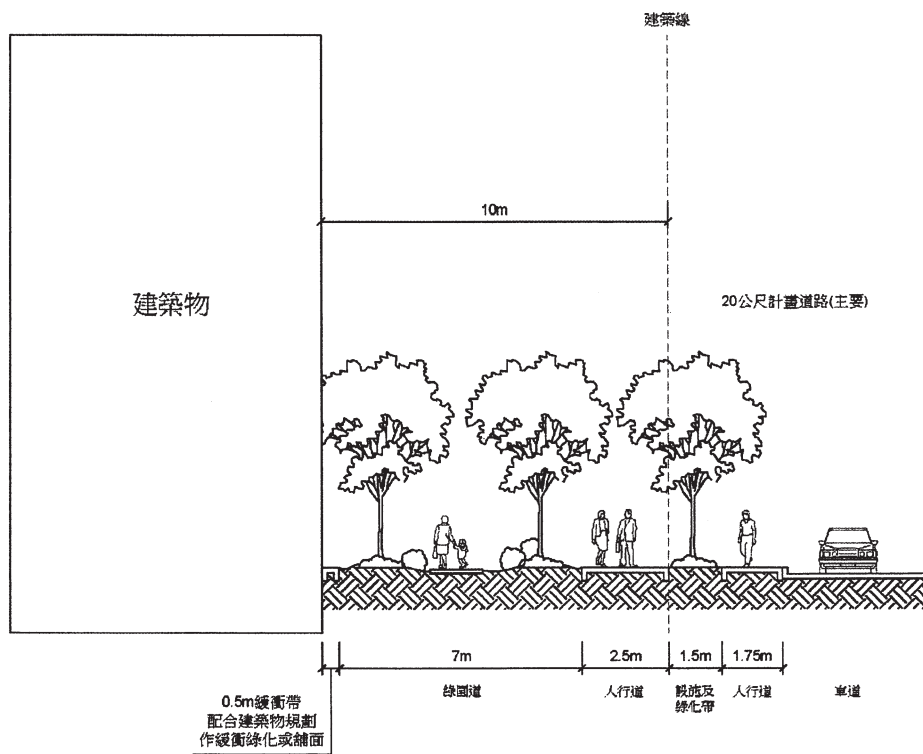 建築線
10m
建築物
20公尺計畫道路(主要)
7m
2.5m
1.5m
1.75m
綠園道
人行道
設施及
綠化帶
人行道
車道
0.5m緩衝帶
配合建築物規劃
作緩衝綠化或舖面